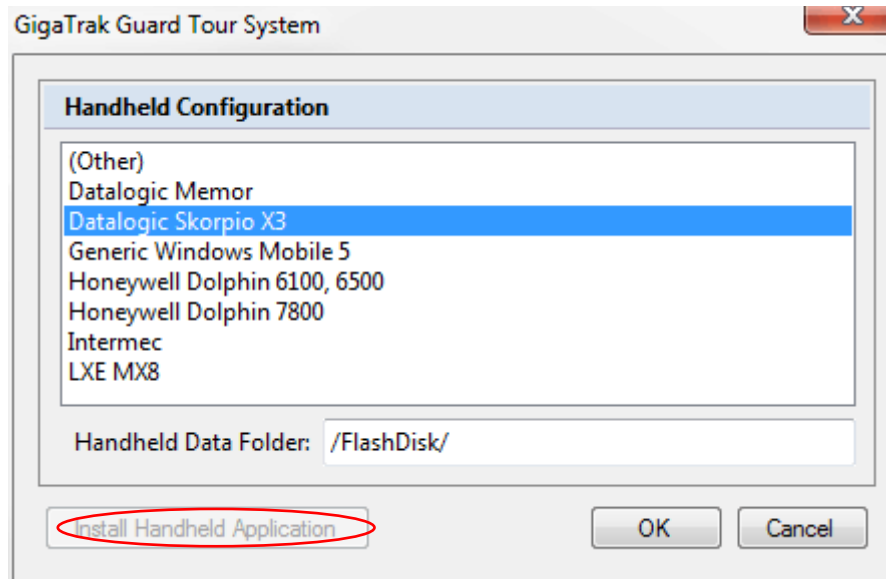 GigaTrak Guard Tour System
Handheld Configuration
(Other)
Datalogic Memor
Datalogic Skorpio X3
Generic Windows Mobile 5
Honeywell Dolphin 6100, 6500
Honeywell Dolphin 7800
Intermec
LXE MX8
Handheld Data Folder: /FlashDisk/
Install Handheld Application OK Cancel